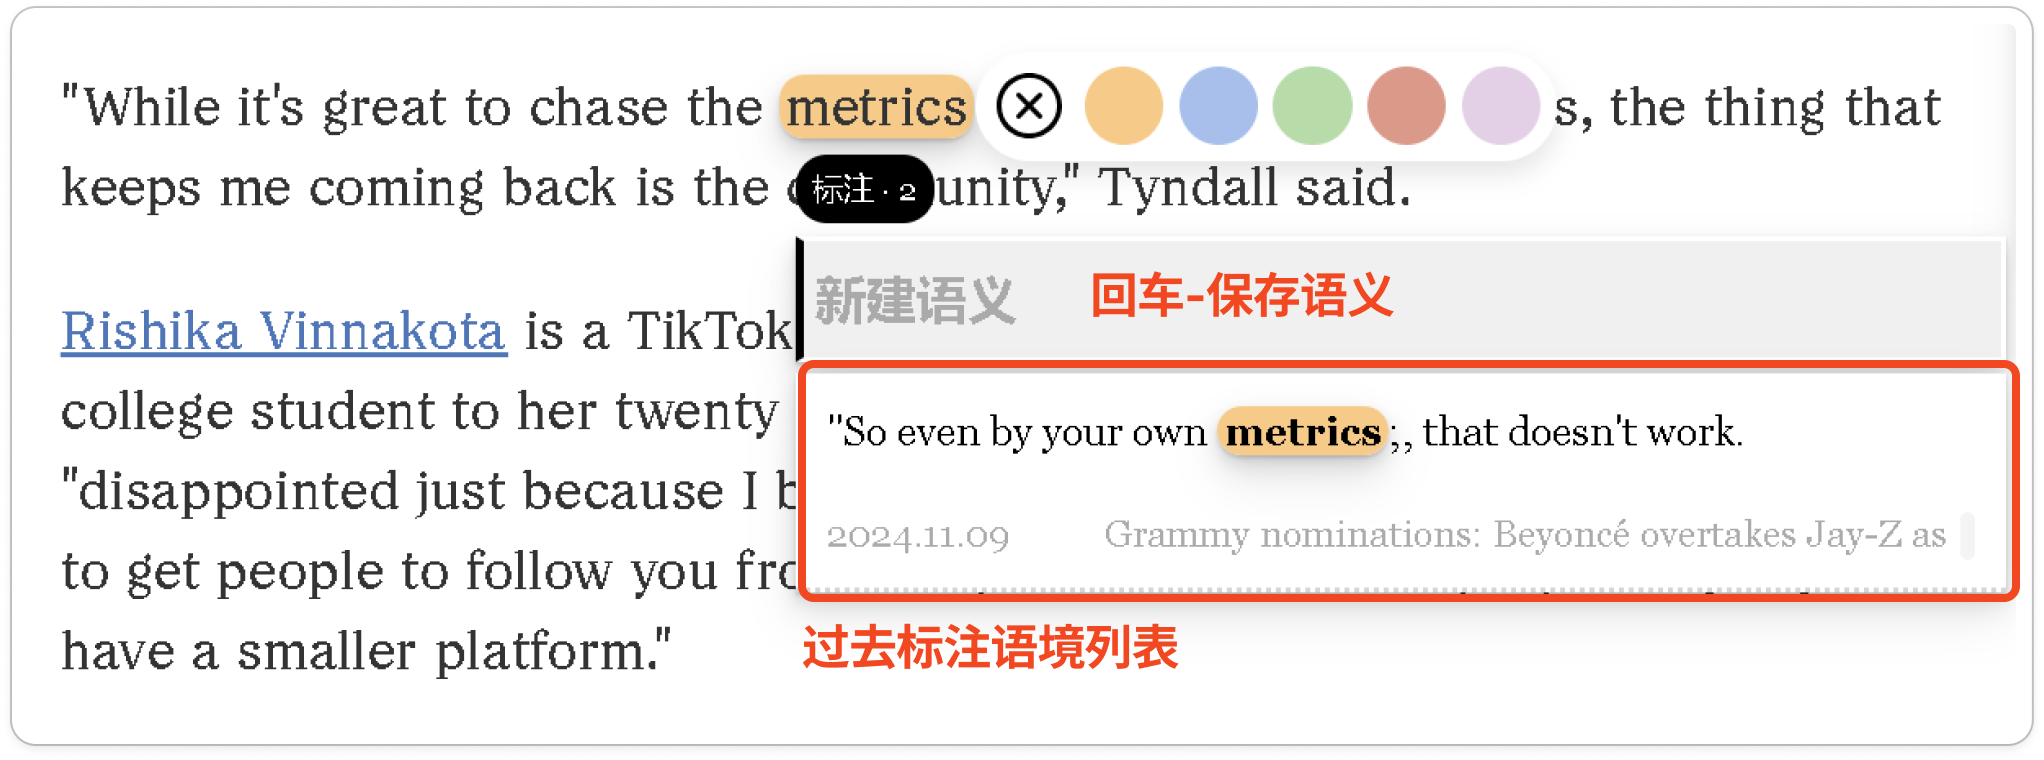 "While it's great to chase the metrics s, the thing that
keeps me coming back is the unity," Tyndall said.
标注 · 2
新建语义 回车-保存语义
Rishika Vinnakota is a TikTok
college student to her twenty
"So even by your own metrics;, that doesn't work.
"disappointed just because I b
2024.11.09 Grammy nominations: Beyoncé overtakes Jay-Z as
to get people to follow you fro
过去标注语境列表
have a smaller platform."